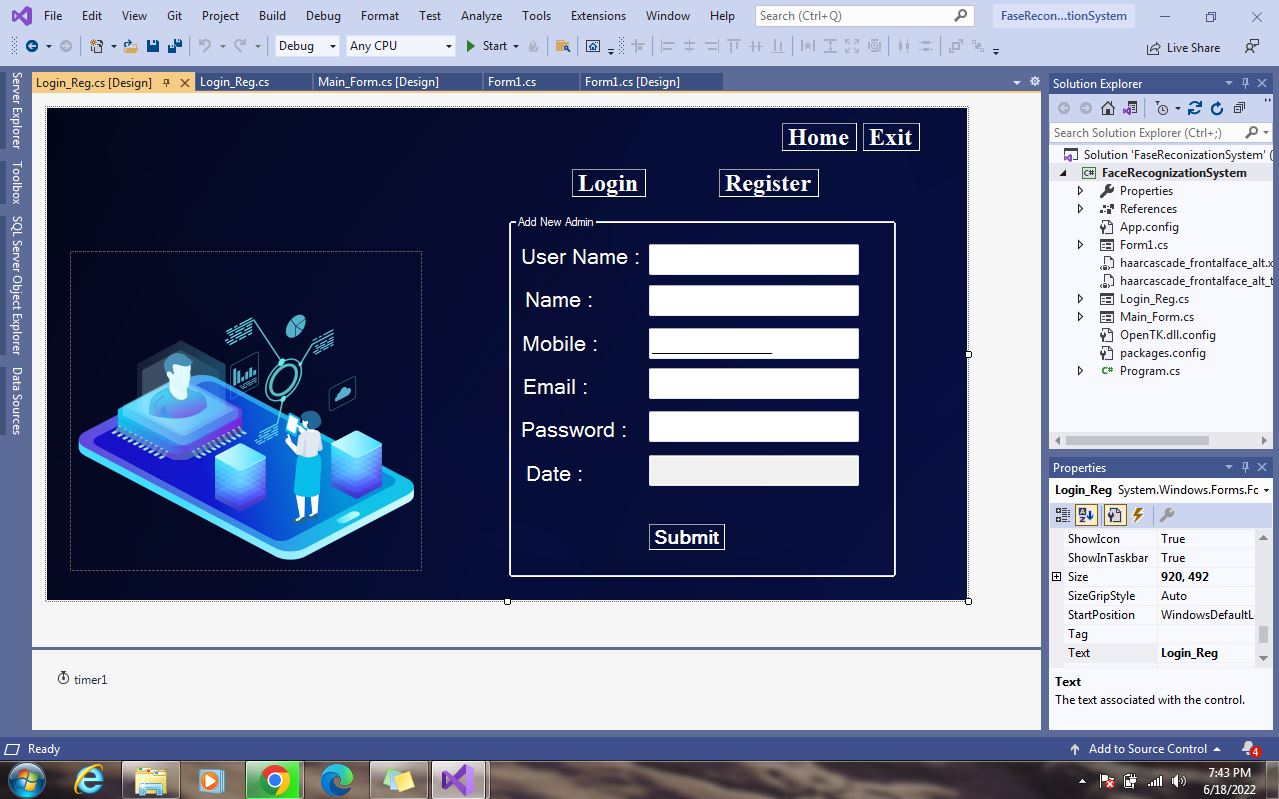 File Edit View Git Project Build Debug Format Test Analyze Tools Extensions Window Help Search (Ctrl+Q) FaseRecon...tionSystem
Debug Any CPU Start Live Share
Server Explorer
Toolbox
SQL Server Object Explorer
Data Sources
Login_Reg.cs [Design] Login_Reg.cs Main_Form.cs [Design] Form1.cs Form1.cs [Design]
Home Exit
Login Register
Add New Admin
User Name :
Name :
Mobile :
Email :
Password :
Date :
Submit
timer1
Solution Explorer
Search Solution Explorer (Ctrl+;)
Solution 'FaseReconizationSystem' (
FaceRecognizationSystem
Properties
References
App.config
Form1.cs
haarcascade_frontalface_alt.x
haarcascade_frontalface_alt_t
Login_Reg.cs
Main_Form.cs
OpenTK.dll.config
packages.config
Program.cs
Properties
Login_Reg System.Windows.Forms.Fc
ShowIcon True
ShowInTaskbar True
Size 920, 492
SizeGripStyle Auto
StartPosition WindowsDefaultL
Tag
Text Login_Reg
Text
The text associated with the control.
Ready Add to Source Control 4
7:43 PM
6/18/2022